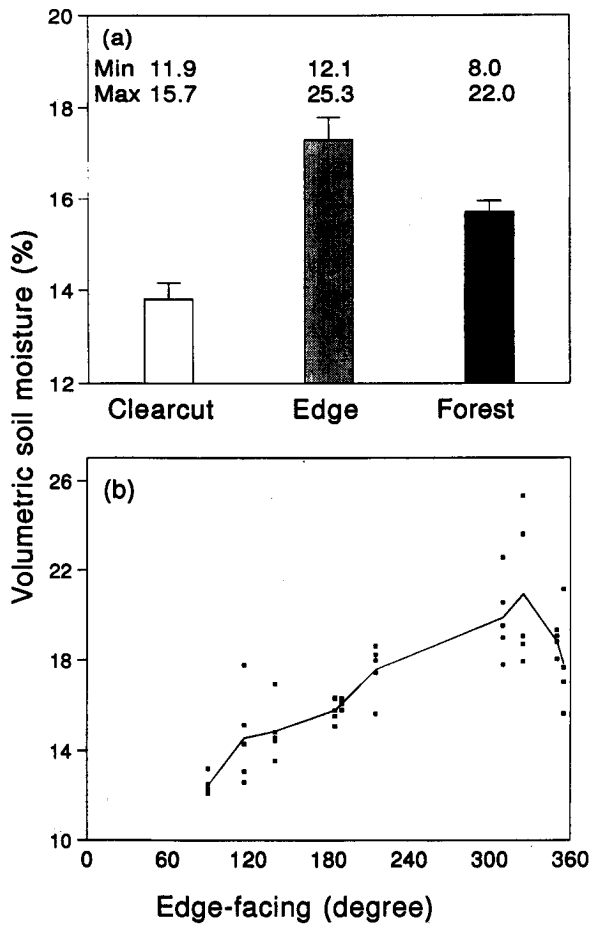 20
(a)
Min 11.9 12.1 8.0
Max 15.7 25.3 22.0
18
16
14
12
Clearcut Edge Forest
Volumetric soil moisture (%)
26
(b)
22
18
14
10
0 60 120 180 240 300 360
Edge-facing (degree)